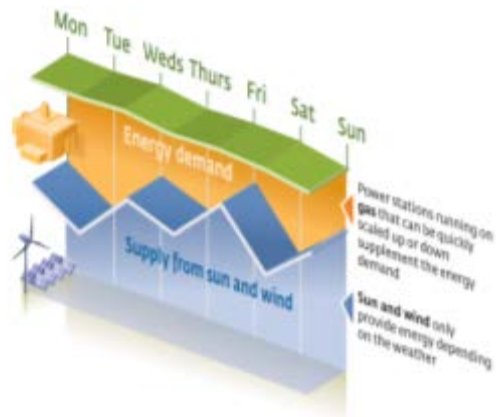 Mon
Tue
Weds
Thurs
Fri
Sat
Sun
Energy demand
Supply from sun and wind
Power stations running on
gas that can be quickly
scaled up or down
supplement the energy
demand
Sun and wind only
provide energy depending
on the weather